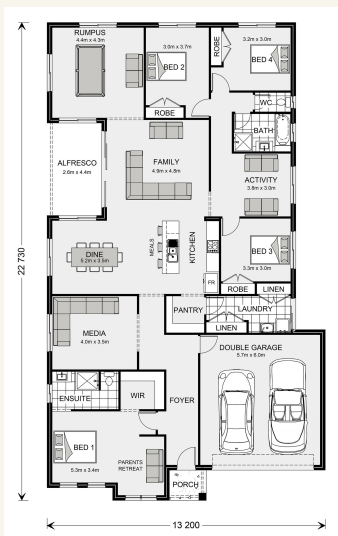 RUMPUS
4.4m x 4.3m
3.0m x 3.7m
BED 2
ROBE
ROBE
3.2m x 3.0m
BED 4
WC
BATH
ALFRESCO
2.6m x 4.4m
FAMILY
4.9m x 4.8m
ACTIVITY
3.8m x 3.0m
DINE
5.2m x 3.5m
MEALS
KITCHEN
FR
BED 3
3.3m x 3.0m
ROBE
LINEN
LAUNDRY
PANTRY
LINEN
MEDIA
4.0m x 3.5m
DOUBLE GARAGE
5.7m x 6.0m
ENSUITE
WIR
FOYER
BED 1
5.3m x 3.4m
PARENTS
RETREAT
PORCH
22 730
13 200